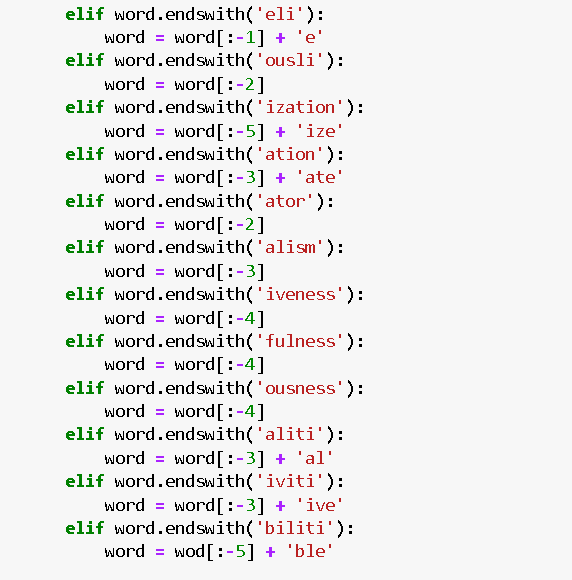 elif word.endswith('eli'):
    word = word[:-1] + 'e'
elif word.endswith('ousli'):
    word = word[:-2]
elif word.endswith('ization'):
    word = word[:-5] + 'ize'
elif word.endswith('ation'):
    word = word[:-3] + 'ate'
elif word.endswith('ator'):
    word = word[:-2]
elif word.endswith('alism'):
    word = word[:-3]
elif word.endswith('iveness'):
    word = word[:-4]
elif word.endswith('fulness'):
    word = word[:-4]
elif word.endswith('ousness'):
    word = word[:-4]
elif word.endswith('aliti'):
    word = word[:-3] + 'al'
elif word.endswith('iviti'):
    word = word[:-3] + 'ive'
elif word.endswith('biliti'):
    word = wod[:-5] + 'ble'